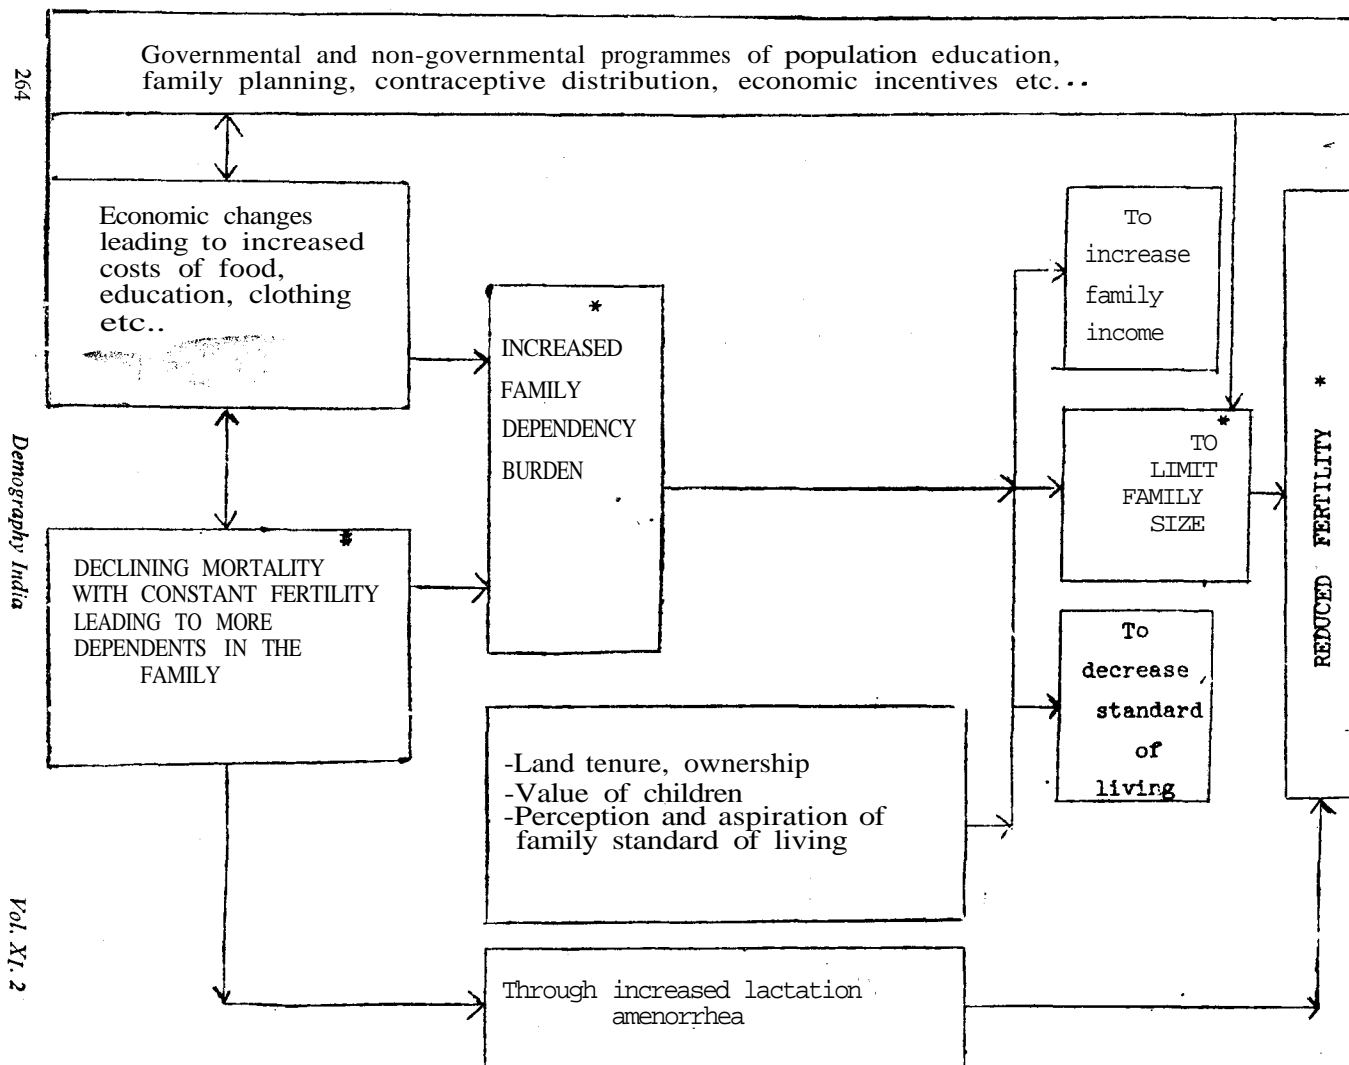 Governmental and non-governmental programmes of population education,
family planning, contraceptive distribution, economic incentives etc...
264
Economic changes
leading to increased
costs of food,
education, clothing
etc..
To
increase
family
income
*
INCREASED
FAMILY
DEPENDENCY
BURDEN
*
TO
LIMIT
FAMILY
SIZE
*
REDUCED FERTILITY
Demography India
*
DECLINING MORTALITY
WITH CONSTANT FERTILITY
LEADING TO MORE
DEPENDENTS IN THE
FAMILY
To
decrease
standard
of
living
-Land tenure, ownership
-Value of children
-Perception and aspiration of
family standard of living
Vol. XI. 2
Through increased lactation
amenorrhea